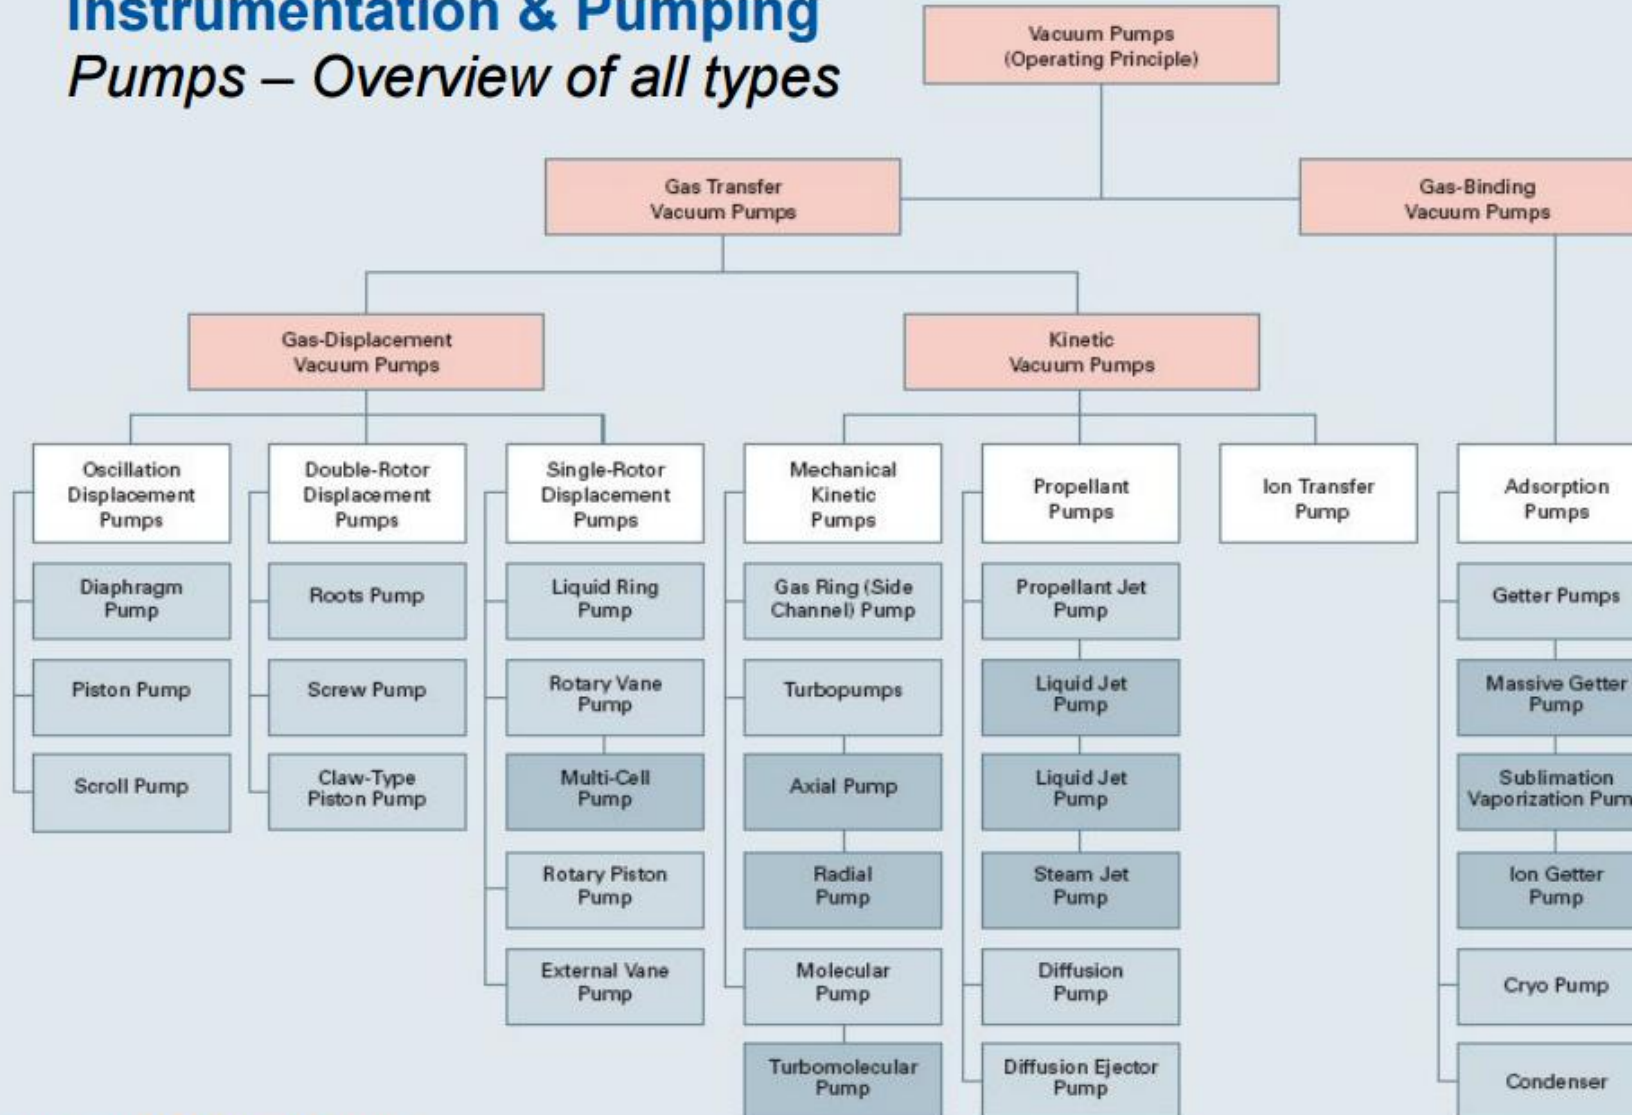 Instrumentation & Pumping
Pumps – Overview of all types
Vacuum Pumps
(Operating Principle)
Gas Transfer
Vacuum Pumps
Gas-Binding
Vacuum Pumps
Gas-Displacement
Vacuum Pumps
Kinetic
Vacuum Pumps
Oscillation
Displacement
Pumps
Diaphragm
Pump
Piston Pump
Scroll Pump
Double-Rotor
Displacement
Pumps
Roots Pump
Screw Pump
Claw-Type
Piston Pump
Single-Rotor
Displacement
Pumps
Liquid Ring
Pump
Rotary Vane
Pump
Multi-Cell
Pump
Rotary Piston
Pump
External Vane
Pump
Mechanical
Kinetic
Pumps
Gas Ring (Side
Channel) Pump
Turbopumps
Axial Pump
Radial
Pump
Molecular
Pump
Turbomolecular
Pump
Propellant
Pumps
Propellant Jet
Pump
Liquid Jet
Pump
Liquid Jet
Pump
Steam Jet
Pump
Diffusion
Pump
Diffusion Ejector
Pump
Ion Transfer
Pump
Adsorption
Pumps
Getter Pumps
Massive Getter
Pump
Sublimation
Vaporization Pum
Ion Getter
Pump
Cryo Pump
Condenser